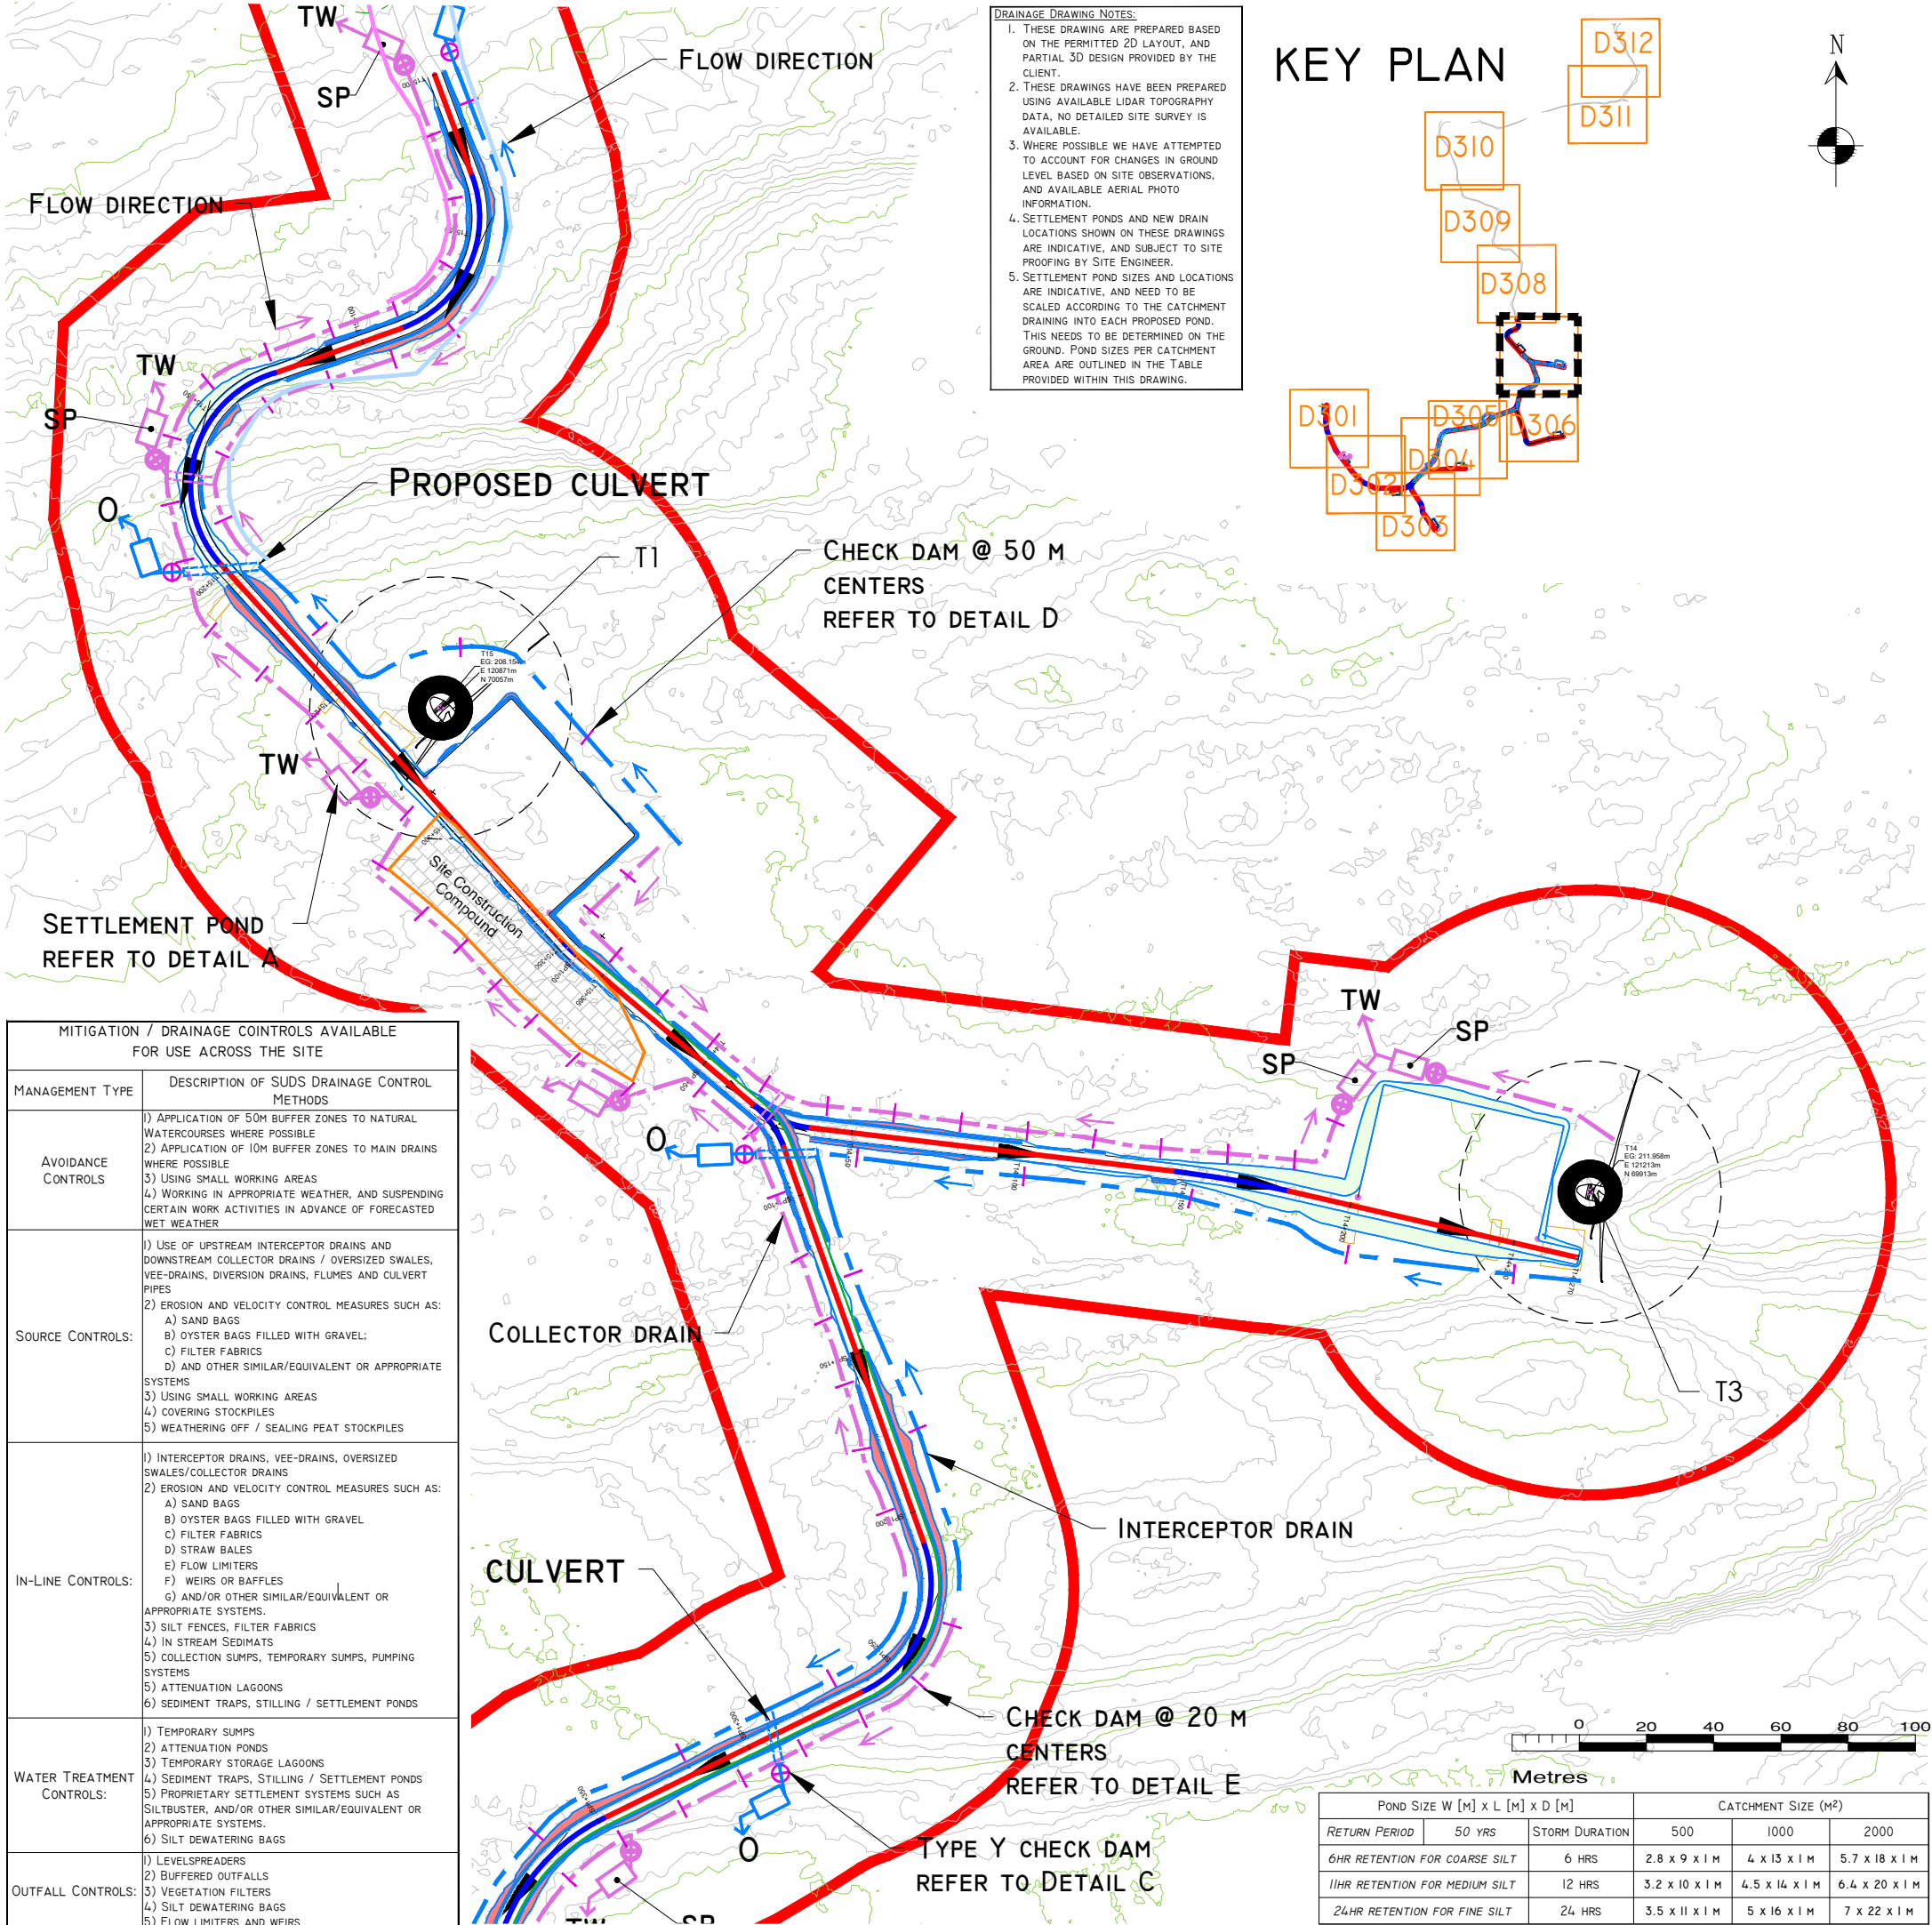 TW
SP
FLOW DIRECTION
FLOW DIRECTION
TW
SP
O
PROPOSED CULVERT
T1
CHECK DAM @ 50 M
CENTERS
REFER TO DETAIL D
T15
EG: 208.154m
E 120871m
N 70057m
TW
SETTLEMENT POND
REFER TO DETAIL A
Site Construction
Compound
DRAINAGE DRAWING NOTES:
1. THESE DRAWING ARE PREPARED BASED
ON THE PERMITTED 2D LAYOUT, AND
PARTIAL 3D DESIGN PROVIDED BY THE
CLIENT.
2. THESE DRAWINGS HAVE BEEN PREPARED
USING AVAILABLE LIDAR TOPOGRAPHY
DATA, NO DETAILED SITE SURVEY IS
AVAILABLE.
3. WHERE POSSIBLE WE HAVE ATTEMPTED
TO ACCOUNT FOR CHANGES IN GROUND
LEVEL BASED ON SITE OBSERVATIONS,
AND AVAILABLE AERIAL PHOTO
INFORMATION.
4. SETTLEMENT PONDS AND NEW DRAIN
LOCATIONS SHOWN ON THESE DRAWINGS
ARE INDICATIVE, AND SUBJECT TO SITE
PROOFING BY SITE ENGINEER.
5. SETTLEMENT POND SIZES AND LOCATIONS
ARE INDICATIVE, AND NEED TO BE
SCALED ACCORDING TO THE CATCHMENT
DRAINING INTO EACH PROPOSED POND.
THIS NEEDS TO BE DETERMINED ON THE
GROUND. POND SIZES PER CATCHMENT
AREA ARE OUTLINED IN THE TABLE
PROVIDED WITHIN THIS DRAWING.
KEY PLAN
N
D312
D311
D310
D309
D308
D301
D305
D306
D304
D302
D303
MITIGATION / DRAINAGE COINTROLS AVAILABLE
FOR USE ACROSS THE SITE
MANAGEMENT TYPE
DESCRIPTION OF SUDS DRAINAGE CONTROL
METHODS
AVOIDANCE
CONTROLS
1) APPLICATION OF 50M BUFFER ZONES TO NATURAL
WATERCOURSES WHERE POSSIBLE
2) APPLICATION OF 10M BUFFER ZONES TO MAIN DRAINS
WHERE POSSIBLE
3) USING SMALL WORKING AREAS
4) WORKING IN APPROPRIATE WEATHER, AND SUSPENDING
CERTAIN WORK ACTIVITIES IN ADVANCE OF FORECASTED
WET WEATHER
SOURCE CONTROLS:
1) USE OF UPSTREAM INTERCEPTOR DRAINS AND
DOWNSTREAM COLLECTOR DRAINS / OVERSIZED SWALES,
VEE-DRAINS, DIVERSION DRAINS, FLUMES AND CULVERT
PIPES
2) EROSION AND VELOCITY CONTROL MEASURES SUCH AS:
A) SAND BAGS
B) OYSTER BAGS FILLED WITH GRAVEL;
C) FILTER FABRICS
D) AND OTHER SIMILAR/EQUIVALENT OR APPROPRIATE
SYSTEMS
3) USING SMALL WORKING AREAS
4) COVERING STOCKPILES
5) WEATHERING OFF / SEALING PEAT STOCKPILES
IN-LINE CONTROLS:
1) INTERCEPTOR DRAINS, VEE-DRAINS, OVERSIZED
SWALES/COLLECTOR DRAINS
2) EROSION AND VELOCITY CONTROL MEASURES SUCH AS:
A) SAND BAGS
B) OYSTER BAGS FILLED WITH GRAVEL
C) FILTER FABRICS
D) STRAW BALES
E) FLOW LIMITERS
F) WEIRS OR BAFFLES
G) AND/OR OTHER SIMILAR/EQUIVALENT OR
APPROPRIATE SYSTEMS.
3) SILT FENCES, FILTER FABRICS
4) IN STREAM SEDIMATS
5) COLLECTION SUMPS, TEMPORARY SUMPS, PUMPING
SYSTEMS
5) ATTENUATION LAGOONS
6) SEDIMENT TRAPS, STILLING / SETTLEMENT PONDS
WATER TREATMENT
CONTROLS:
1) TEMPORARY SUMPS
2) ATTENUATION PONDS
3) TEMPORARY STORAGE LAGOONS
4) SEDIMENT TRAPS, STILLING / SETTLEMENT PONDS
5) PROPRIETARY SETTLEMENT SYSTEMS SUCH AS
SILTBUSTER, AND/OR OTHER SIMILAR/EQUIVALENT OR
APPROPRIATE SYSTEMS.
6) SILT DEWATERING BAGS
OUTFALL CONTROLS:
1) LEVELSPREADERS
2) BUFFERED OUTFALLS
3) VEGETATION FILTERS
4) SILT DEWATERING BAGS
5) FLOW LIMITERS AND WEIRS
O
COLLECTOR DRAIN
TW
SP
SP
T14
EG: 211.958m
E 121213m
N 69913m
T3
INTERCEPTOR DRAIN
CULVERT
CHECK DAM @ 20 M
CENTERS
REFER TO DETAIL E
TYPE Y CHECK DAM
REFER TO DETAIL C
O
TW
SP
0 20 40 60 80 100
Metres
POND SIZE W [M] X L [M] X D [M] CATCHMENT SIZE (M²)
RETURN PERIOD 50 YRS STORM DURATION 500 1000 2000
6HR RETENTION FOR COARSE SILT 6 HRS 2.8 X 9 X 1 M 4 X 13 X 1 M 5.7 X 18 X 1 M
11HR RETENTION FOR MEDIUM SILT 12 HRS 3.2 X 10 X 1 M 4.5 X 14 X 1 M 6.4 X 20 X 1 M
24HR RETENTION FOR FINE SILT 24 HRS 3.5 X 11 X 1 M 5 X 16 X 1 M 7 X 22 X 1 M